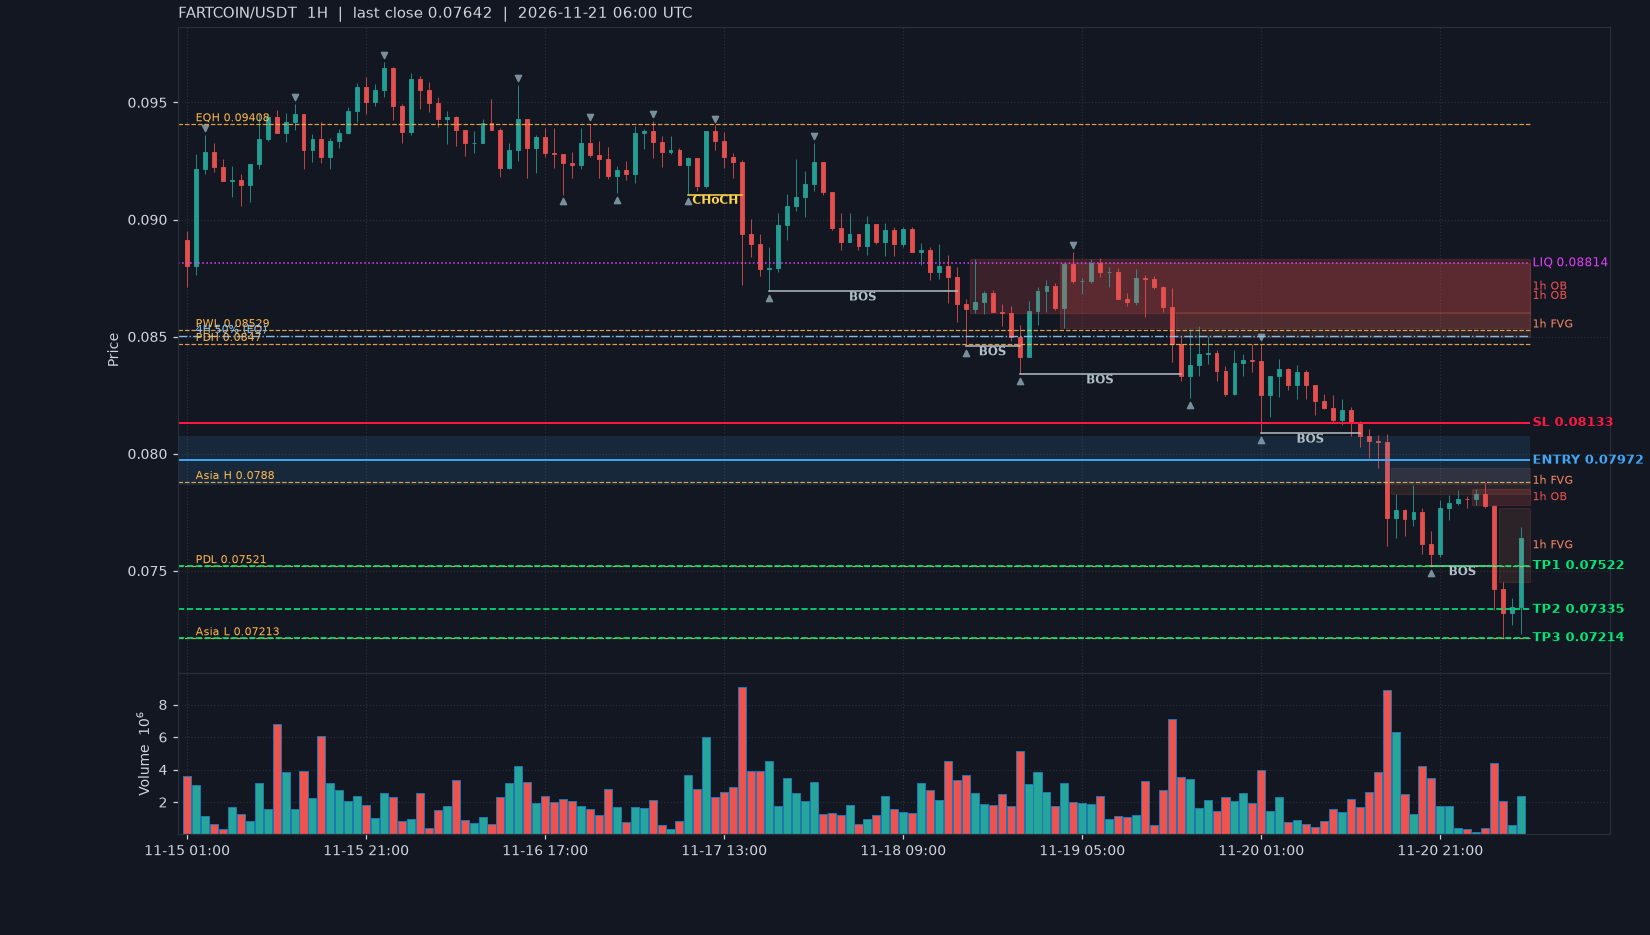 FARTCOIN/USDT 1H | last close 0.07642 | 2026-11-21 06:00 UTC
Price
0.095
0.090
0.085
0.080
0.075
EQH 0.09408
CHoCH
BOS
LIQ 0.08814
1h OB
1h OB
PWL 0.08529
4H 50% (EQ)
PDH 0.0847
1h FVG
BOS
BOS
SL 0.08133
BOS
ENTRY 0.07972
Asia H 0.0788
1h FVG
1h OB
1h FVG
PDL 0.07521
BOS
TP1 0.07522
TP2 0.07335
Asia L 0.07213
TP3 0.07214
Volume 10⁶
8
6
4
2
11-15 01:00
11-15 21:00
11-16 17:00
11-17 13:00
11-18 09:00
11-19 05:00
11-20 01:00
11-20 21:00